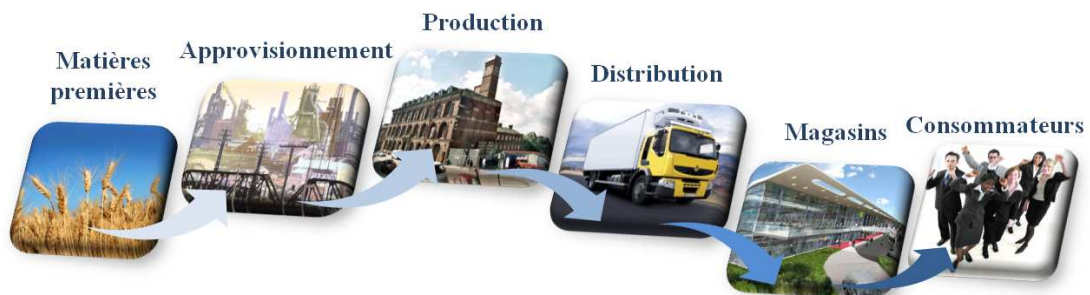 Matières
premières
Approvisionnement
Production
Distribution
Magasins
Consommateurs